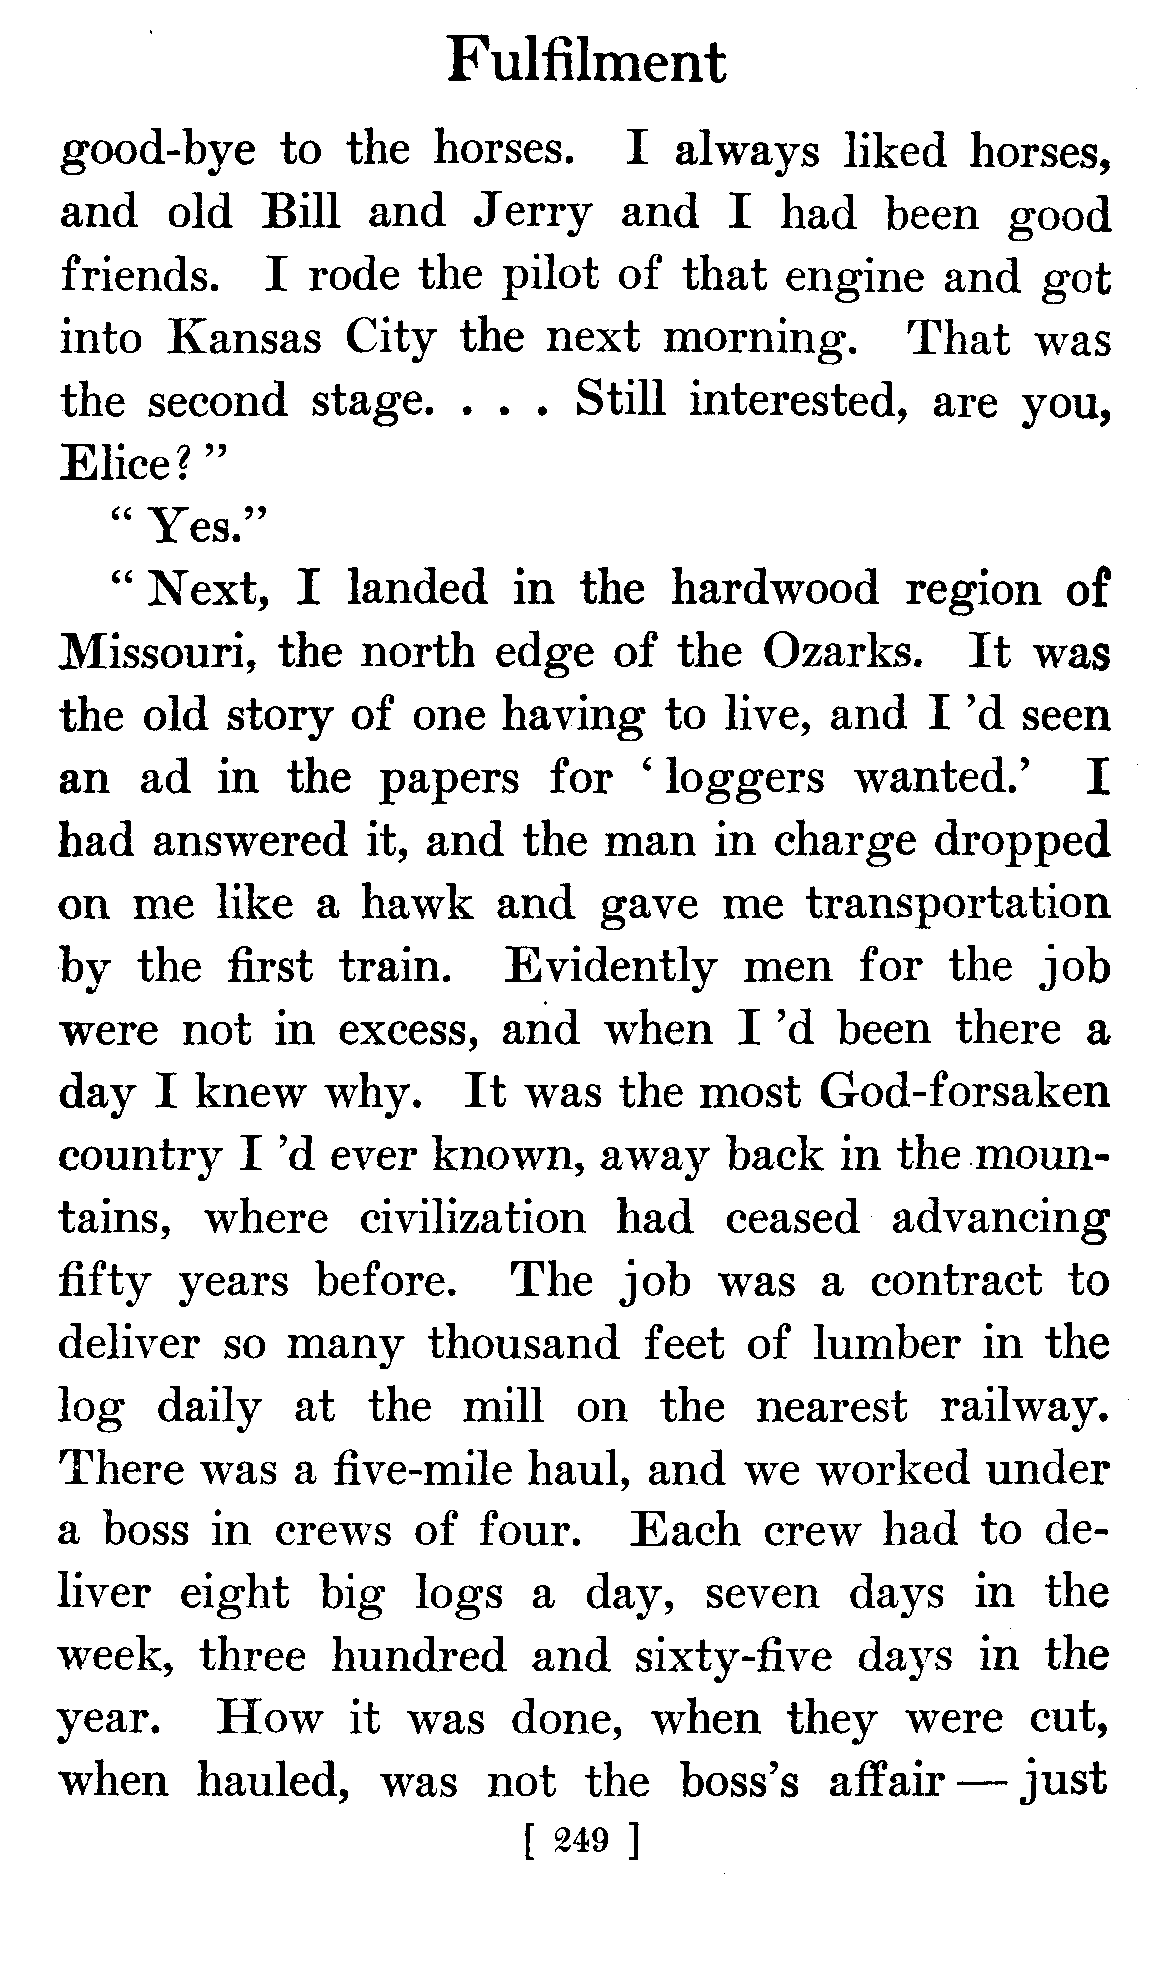 Fulfilment
good-bye to the horses. I always liked horses,
and old Bill and Jerry and I had been good
friends. I rode the pilot of that engine and got
into Kansas City the next morning. That was
the second stage. . . . Still interested, are you,
Elice?"
" Yes."
" Next, I landed in the hardwood region of
Missouri, the north edge of the Ozarks. It was
the old story of one having to live, and I 'd seen
an ad in the papers for ' loggers wanted.' I
had answered it, and the man in charge dropped
on me like a hawk and gave me transportation
by the first train. Evidently men for the job
were not in excess, and when I 'd been there a
day I knew why. It was the most God-forsaken
country I 'd ever known, away back in the moun-
tains, where civilization had ceased advancing
fifty years before. The job was a contract to
deliver so many thousand feet of lumber in the
log daily at the mill on the nearest railway.
There was a five-mile haul, and we worked under
a boss in crews of four. Each crew had to de-
liver eight big logs a day, seven days in the
week, three hundred and sixty-five days in the
year. How it was done, when they were cut,
when hauled, was not the boss's affair — just
[ 249 ]